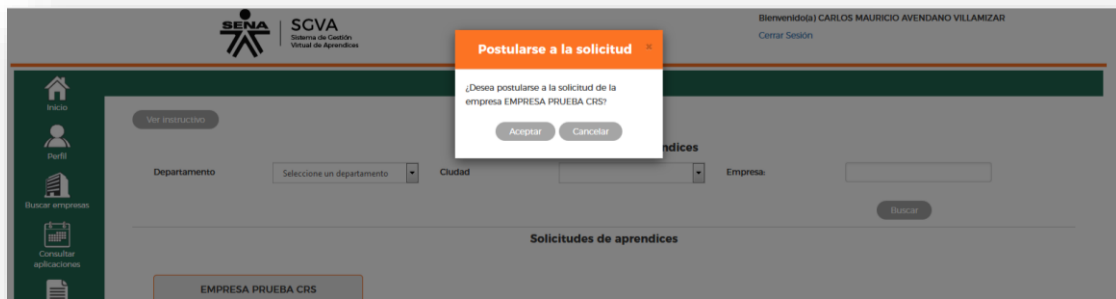 SENA
SGVA
Sistema de Gestión
Virtual de Aprendices
Bienvenido(a) CARLOS MAURICIO AVENDANO VILLAMIZAR
Cerrar Sesión
Postularse a la solicitud ×
¿Desea postularse a la solicitud de la
empresa EMPRESA PRUEBA CRS?
Aceptar Cancelar
Inicio
Perfil
Buscar empresas
Consultar
aplicaciones
Ver instructivo
ndices
Departamento Seleccione un departamento Ciudad Empresa:
Buscar
Solicitudes de aprendices
EMPRESA PRUEBA CRS